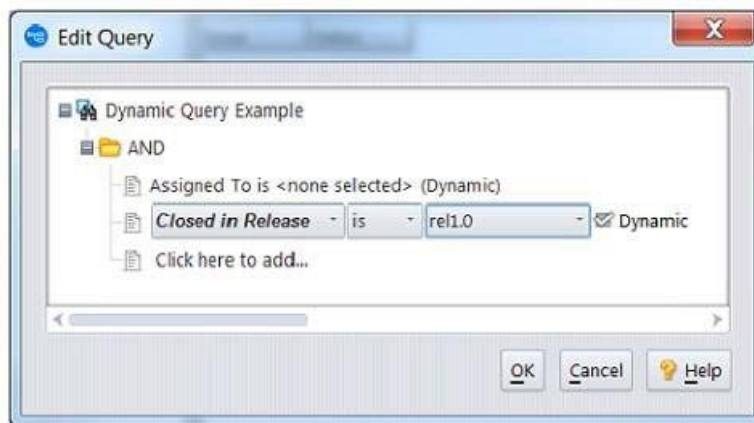 Edit Query
Dynamic Query Example
AND
Assigned To is <none selected> (Dynamic)
Closed in Release is rel1.0 Dynamic
Click here to add...
OK Cancel Help